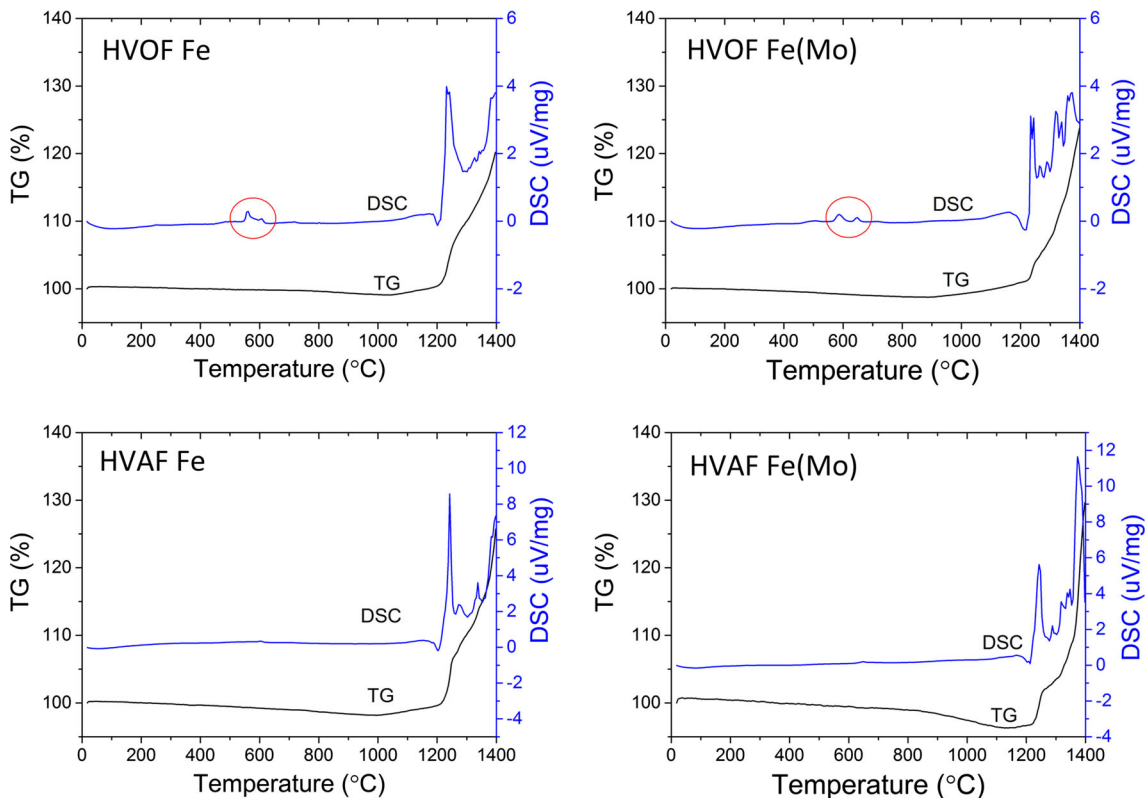 HVOF Fe
TG (%)
140
130
120
110
100
DSC
TG
6
4
2
0
-2
DSC (uV/mg)
0 200 400 600 800 1000 1200 1400
Temperature (°C)
HVOF Fe(Mo)
TG (%)
140
130
120
110
100
DSC
TG
6
4
2
0
-2
DSC (uV/mg)
0 200 400 600 800 1000 1200 1400
Temperature (°C)
HVAF Fe
TG (%)
140
130
120
110
100
DSC
TG
12
10
8
6
4
2
0
-2
-4
DSC (uV/mg)
0 200 400 600 800 1000 1200 1400
Temperature (°C)
HVAF Fe(Mo)
TG (%)
140
130
120
110
100
DSC
TG
12
10
8
6
4
2
0
-2
-4
DSC (uV/mg)
0 200 400 600 800 1000 1200 1400
Temperature (°C)